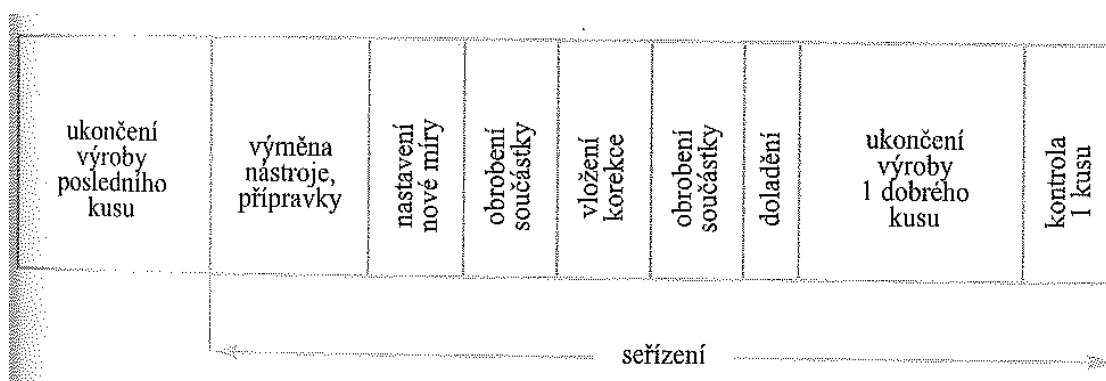 ukončení
výroby
posledního
kusu
výměna
nástroje,
přípravky
nastavení
nové míry
obrobení
součástky
vložení
korekce
obrobení
součástky
doladění
ukončení
výroby
1 dobrého
kusu
kontrola
1 kusu
seřízení